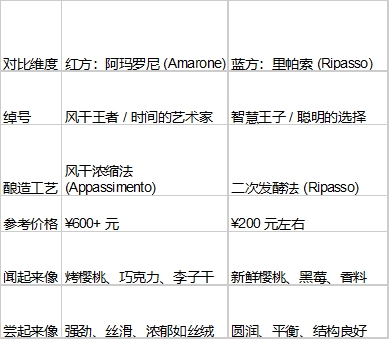 对比维度 红方：阿玛罗尼 (Amarone) 蓝方：里帕索 (Ripasso)
绰号 风干王者 / 时间的艺术家 智慧王子 / 聪明的选择
风干浓缩法
酿造工艺 (Appassimento) 二次发酵法 (Ripasso)
参考价格 ¥600+ 元 ¥200 元左右
闻起来像 烤樱桃、巧克力、李子干 新鲜樱桃、黑莓、香料
尝起来像 强劲、丝滑、浓郁如丝绒 圆润、平衡、结构良好